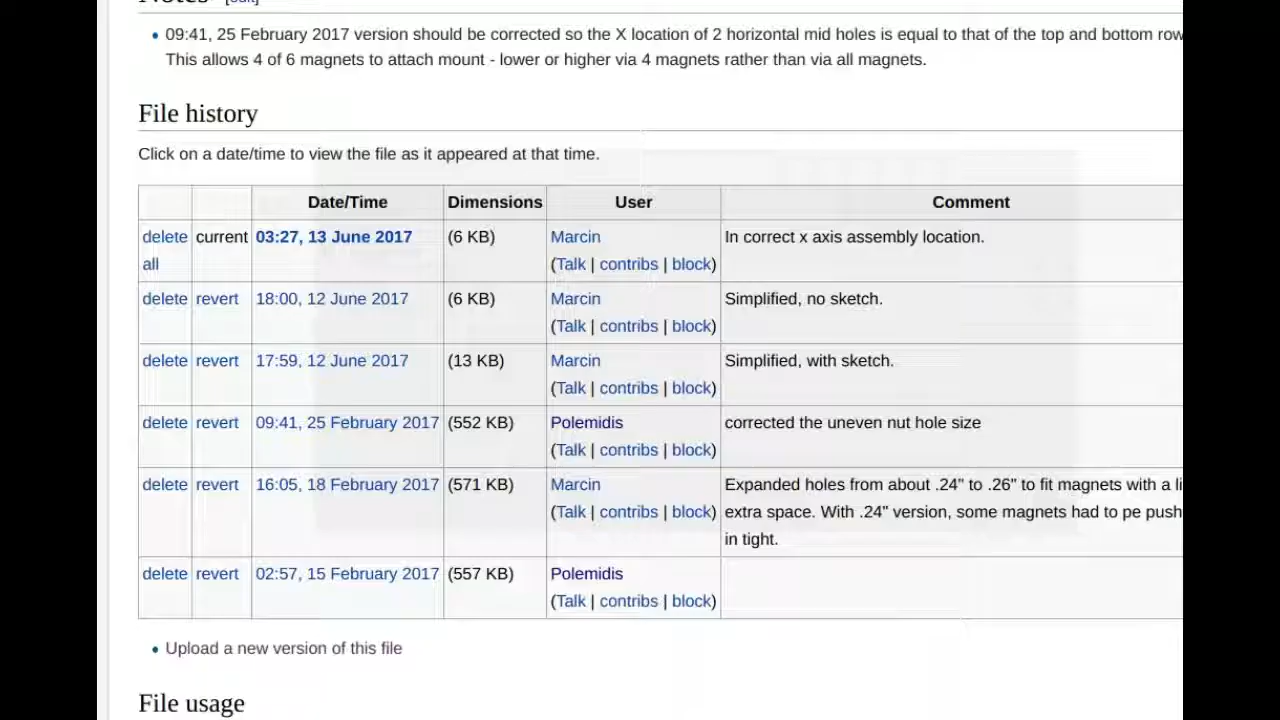 Notes [edit]
09:41, 25 February 2017 version should be corrected so the X location of 2 horizontal mid holes is equal to that of the top and bottom row
This allows 4 of 6 magnets to attach mount - lower or higher via 4 magnets rather than via all magnets.
File history
Click on a date/time to view the file as it appeared at that time.
Date/Time Dimensions User Comment
delete current 03:27, 13 June 2017 (6 KB) Marcin In correct x axis assembly location.
all (Talk | contribs | block)
delete revert 18:00, 12 June 2017 (6 KB) Marcin Simplified, no sketch.
(Talk | contribs | block)
delete revert 17:59, 12 June 2017 (13 KB) Marcin Simplified, with sketch.
(Talk | contribs | block)
delete revert 09:41, 25 February 2017 (552 KB) Polemidis corrected the uneven nut hole size
(Talk | contribs | block)
delete revert 16:05, 18 February 2017 (571 KB) Marcin Expanded holes from about .24" to .26" to fit magnets with a li
(Talk | contribs | block) extra space. With .24" version, some magnets had to pe push
in tight.
delete revert 02:57, 15 February 2017 (557 KB) Polemidis
(Talk | contribs | block)
Upload a new version of this file
File usage